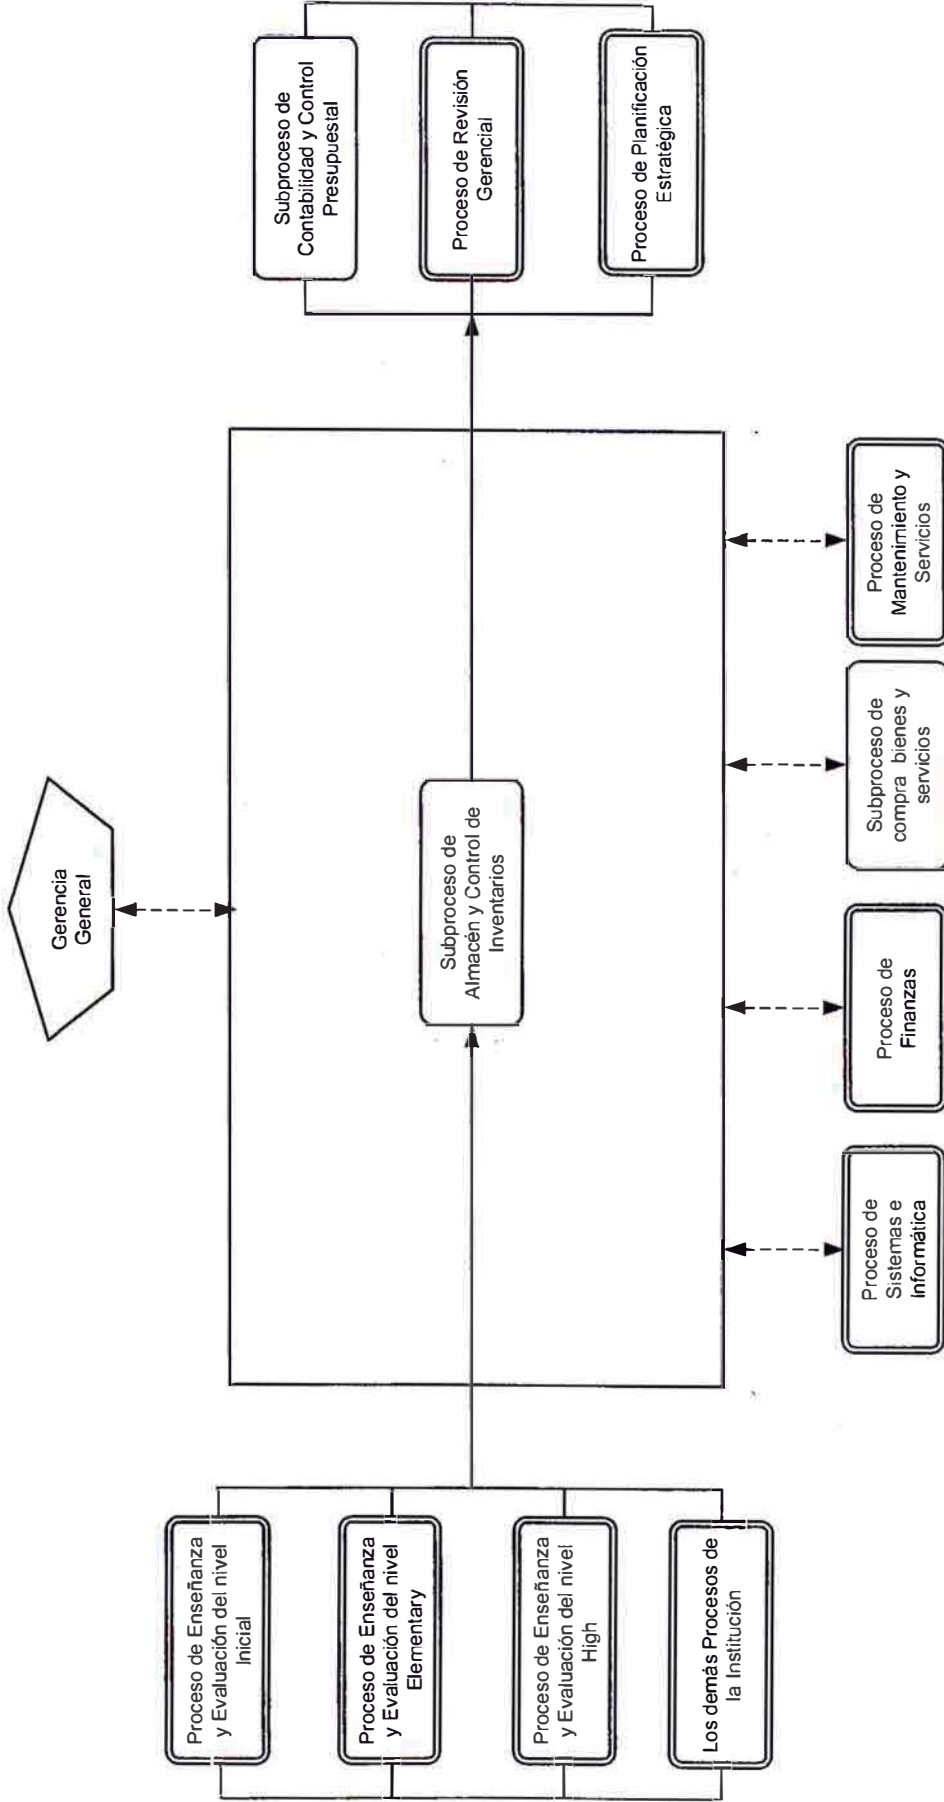 Gerencia
General
Proceso de Enseñanza
y Evaluación del nivel
Inicial
Proceso de Enseñanza
y Evaluación del nivel
Elementary
Proceso de Enseñanza
y Evaluación del nivel
High
Los demás Procesos de
la Institución
Subproceso de
Almacén y Control de
Inventarios
Subproceso de
Contabilidad y Control
Presupuestal
Proceso de Revisión
Gerencial
Proceso de Planificación
Estratégica
Proceso de
Sistemas e
informática
Proceso de
Finanzas
Subproceso de
compra bienes y
servicios
Proceso de
Mantenimiento y
Servicios